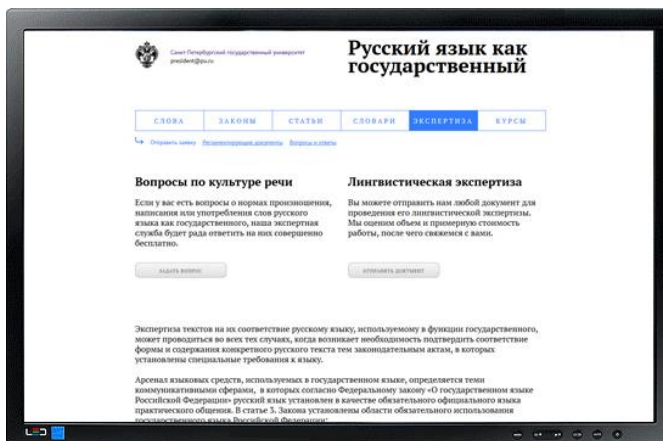 Санкт-Петербургский государственный университет
president@pu.ru
Русский язык как
государственный
СЛОВА ЗАКОНЫ СТАТЬИ СЛОВАРИ ЭКСПЕРТИЗА КУРСЫ
Отправить заявку Регламентирующие документы Вопросы и ответы
Вопросы по культуре речи
Если у вас есть вопросы о нормах произношения,
написания или употребления слов русского
языка как государственного, наша экспертная
служба будет рада ответить на них совершенно
бесплатно.
ЗАДАТЬ ВОПРОС
Лингвистическая экспертиза
Вы можете отправить нам любой документ для
проведения его лингвистической экспертизы.
Мы оценим объем и примерную стоимость
работы, после чего свяжемся с вами.
ОТПРАВИТЬ ДОКУМЕНТ
Экспертиза текстов на их соответствие русскому языку, используемому в функции государственного,
может проводиться во всех тех случаях, когда возникает необходимость подтвердить соответствие
формы и содержания конкретного русского текста тем законодательным актам, в которых
установлены специальные требования к языку.
Арсенал языковых средств, используемых в государственном языке, определяется теми
коммуникативными сферами, в которых согласно Федеральному закону «О государственном языке
Российской Федерации» русский язык установлен в качестве обязательного официального языка
практического общения. В статье 3. Закона установлены области обязательного использования
государственного языка Российской Федерации:
LED